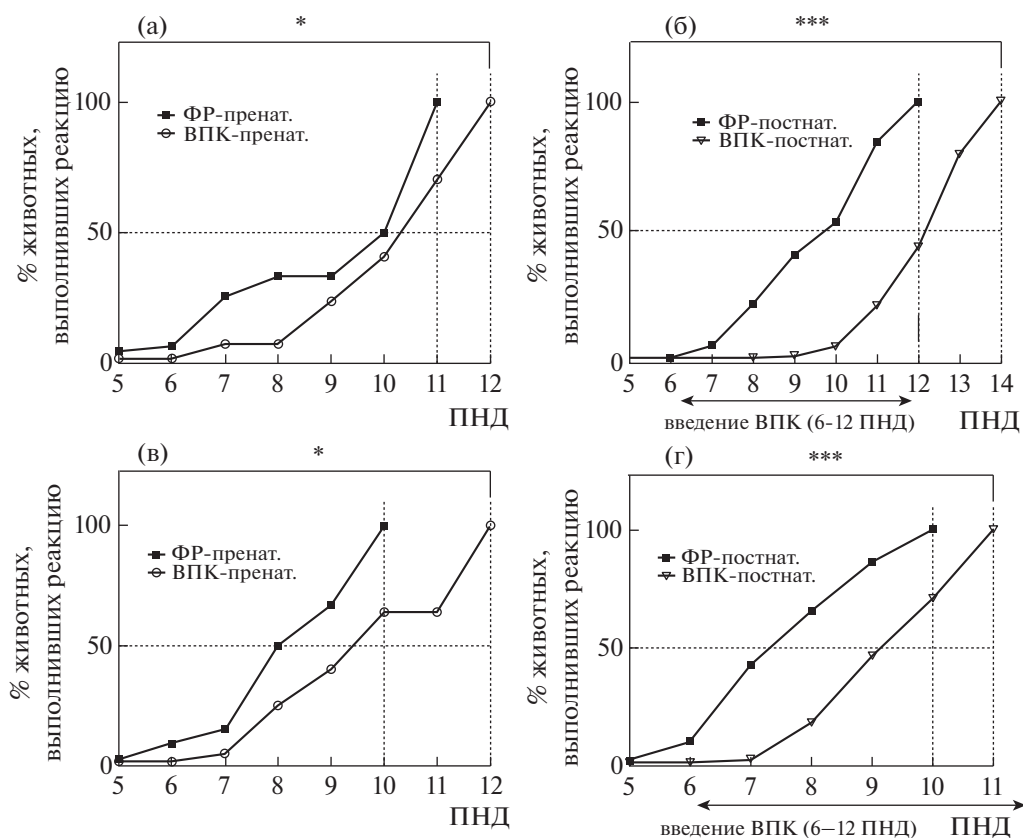 (а)
*
% животных,
выполнивших реакцию
100
50
0
ФР-пренат.
ВПК-пренат.
5 6 7 8 9 10 11 12
ПНД
(б)
***
% животных,
выполнивших реакцию
100
50
0
ФР-постнат.
ВПК-постнат.
5 6 7 8 9 10 11 12 13 14
введение ВПК (6-12 ПНД)
ПНД
(в)
*
% животных,
выполнивших реакцию
100
50
0
ФР-пренат.
ВПК-пренат.
5 6 7 8 9 10 11 12
ПНД
(г)
***
% животных,
выполнивших реакцию
100
50
0
ФР-постнат.
ВПК-постнат.
5 6 7 8 9 10 11
введение ВПК (6–12 ПНД)
ПНД